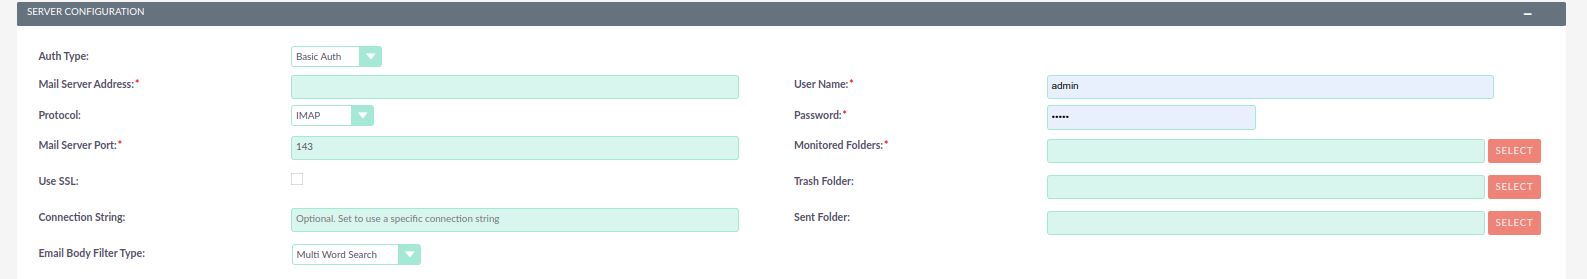 SERVER CONFIGURATION
Auth Type: Basic Auth
Mail Server Address:* User Name:* admin
Protocol: IMAP Password:* •••••
Mail Server Port:* 143 Monitored Folders:* SELECT
Use SSL: Trash Folder: SELECT
Connection String: Optional. Set to use a specific connection string Sent Folder: SELECT
Email Body Filter Type: Multi Word Search